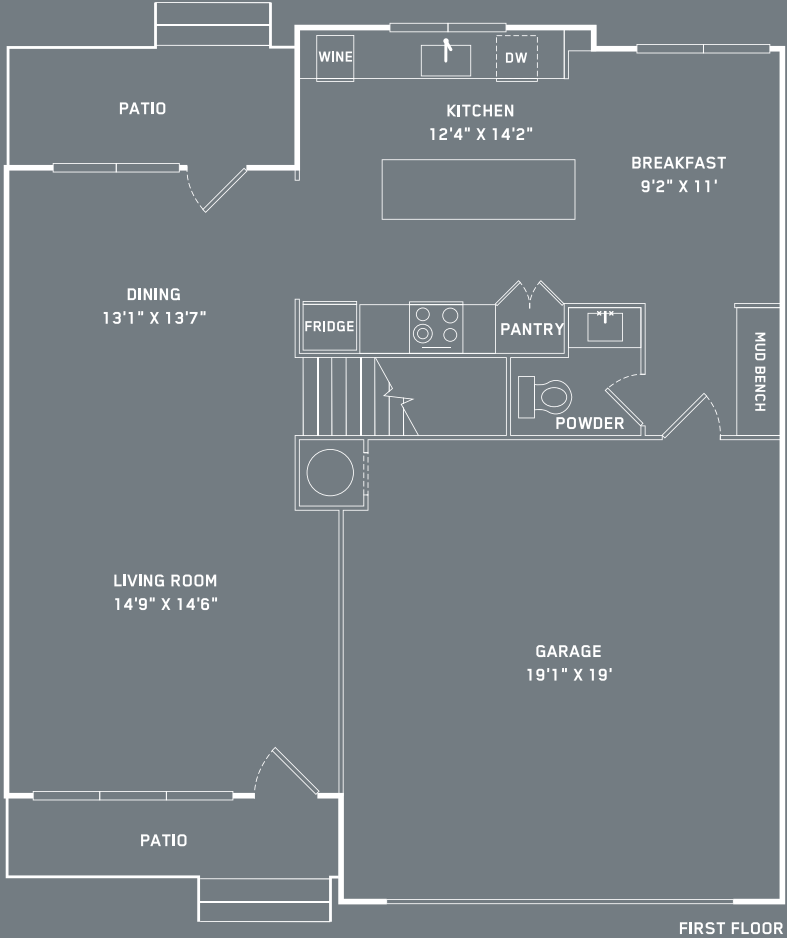 WINE
DW
PATIO
KITCHEN
12'4" X 14'2"
BREAKFAST
9'2" X 11'
DINING
13'1" X 13'7"
FRIDGE
PANTRY
MUD BENCH
POWDER
LIVING ROOM
14'9" X 14'6"
GARAGE
19'1" X 19'
PATIO
FIRST FLOOR